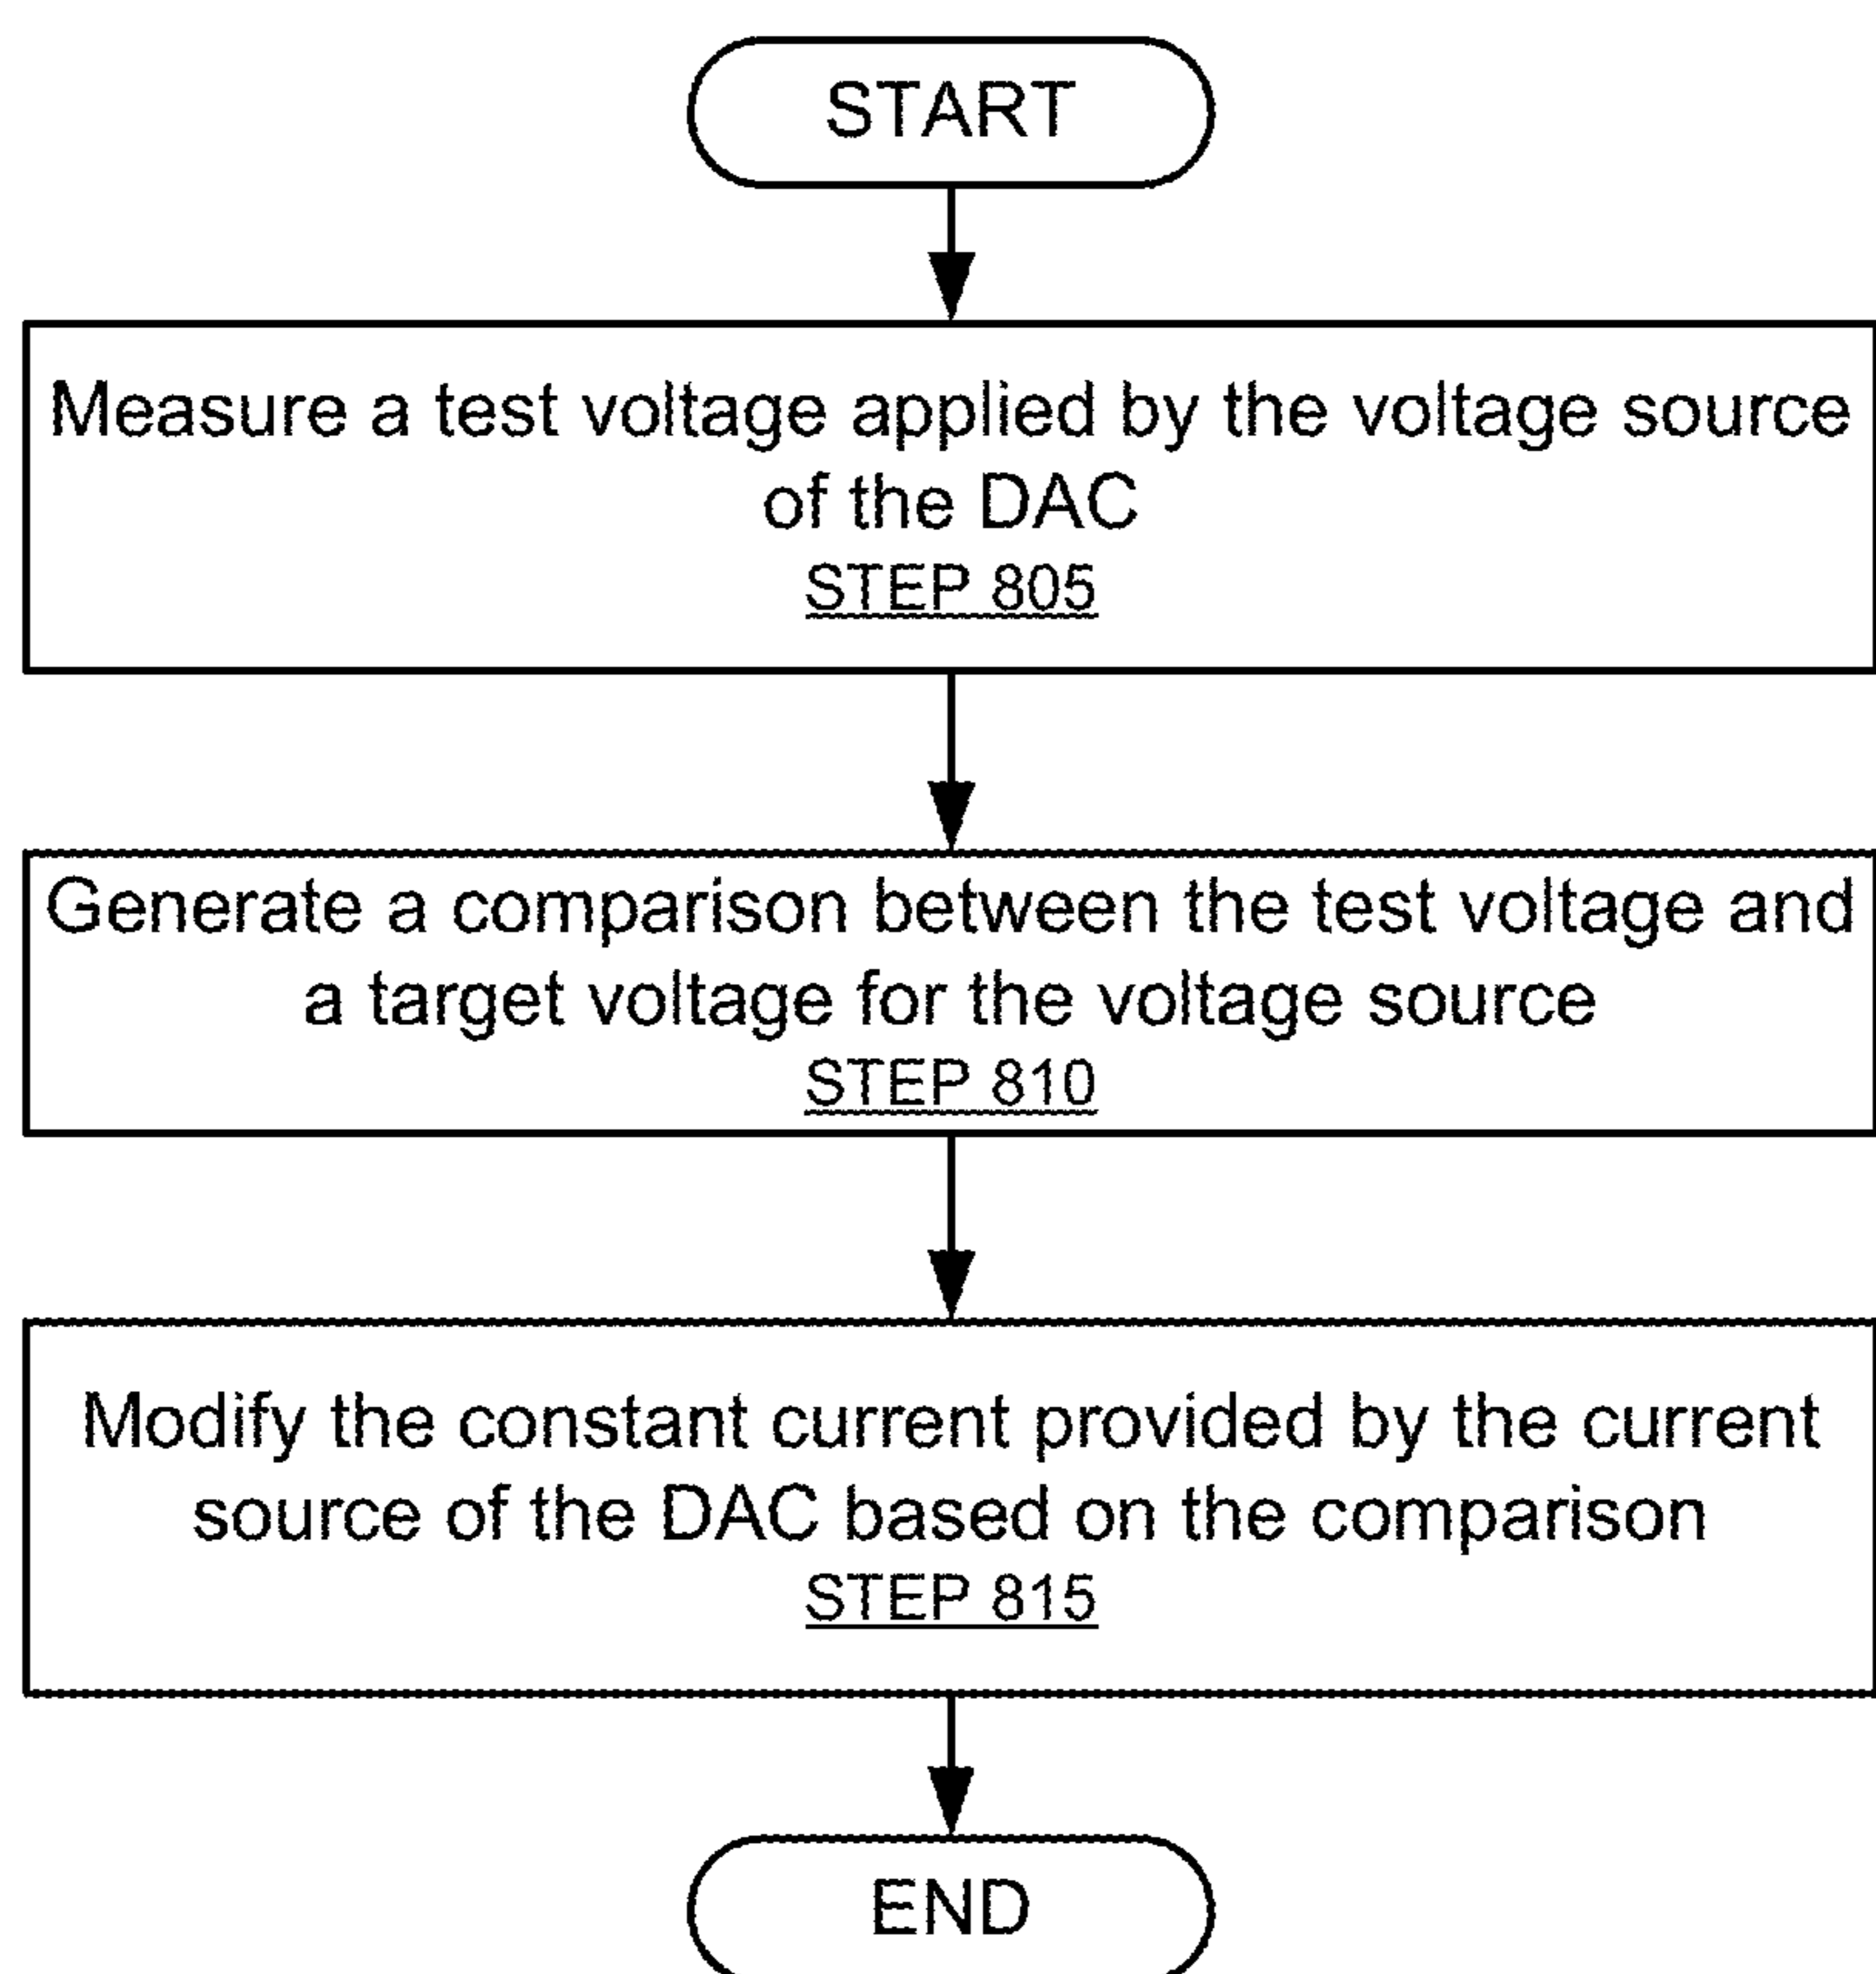 START
Measure a test voltage applied by the voltage source
of the DAC
STEP 805
Generate a comparison between the test voltage and
a target voltage for the voltage source
STEP 810
Modify the constant current provided by the current
source of the DAC based on the comparison
STEP 815
END